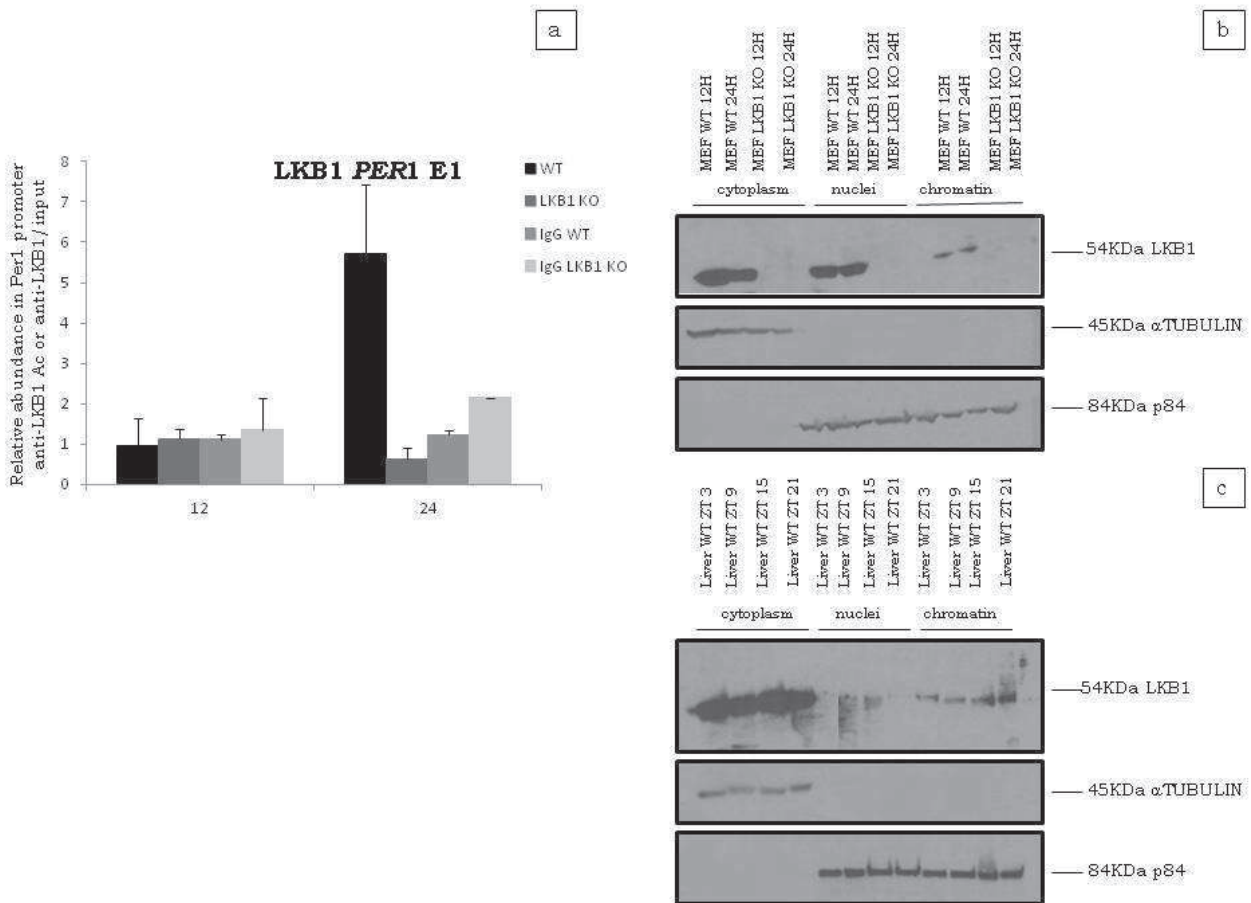 a
LKB1 PER1 E1
Relative abundance in Per1 promoter
anti-LKB1 Ac or anti-LKB1/input
8
7
6
5
4
3
2
1
0
12
24
WT
LKB1 KO
IgG WT
IgG LKB1 KO
b
MEF WT 12H
MEF WT 24H
MEF LKB1 KO 12H
MEF LKB1 KO 24H
MEF WT 12H
MEF WT 24H
MEF LKB1 KO 12H
MEF LKB1 KO 24H
MEF WT 12H
MEF WT 24H
MEF LKB1 KO 12H
MEF LKB1 KO 24H
cytoplasm
nuclei
chromatin
54KDa LKB1
45KDa αTUBULIN
84KDa p84
c
Liver WT ZT 3
Liver WT ZT 9
Liver WT ZT 15
Liver WT ZT 21
Liver WT ZT 3
Liver WT ZT 9
Liver WT ZT 15
Liver WT ZT 21
Liver WT ZT 3
Liver WT ZT 9
Liver WT ZT 15
Liver WT ZT 21
cytoplasm
nuclei
chromatin
54KDa LKB1
45KDa αTUBULIN
84KDa p84